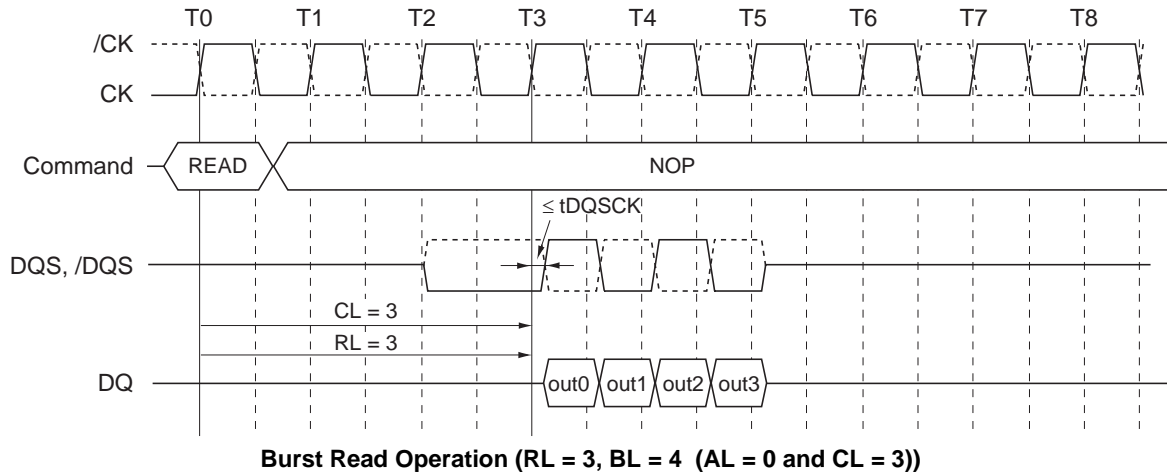 T0 T1 T2 T3 T4 T5 T6 T7 T8
/CK
CK
Command READ NOP
≤ tDQSCK
DQS, /DQS
CL = 3
RL = 3
DQ out0 out1 out2 out3
Burst Read Operation (RL = 3, BL = 4 (AL = 0 and CL = 3))